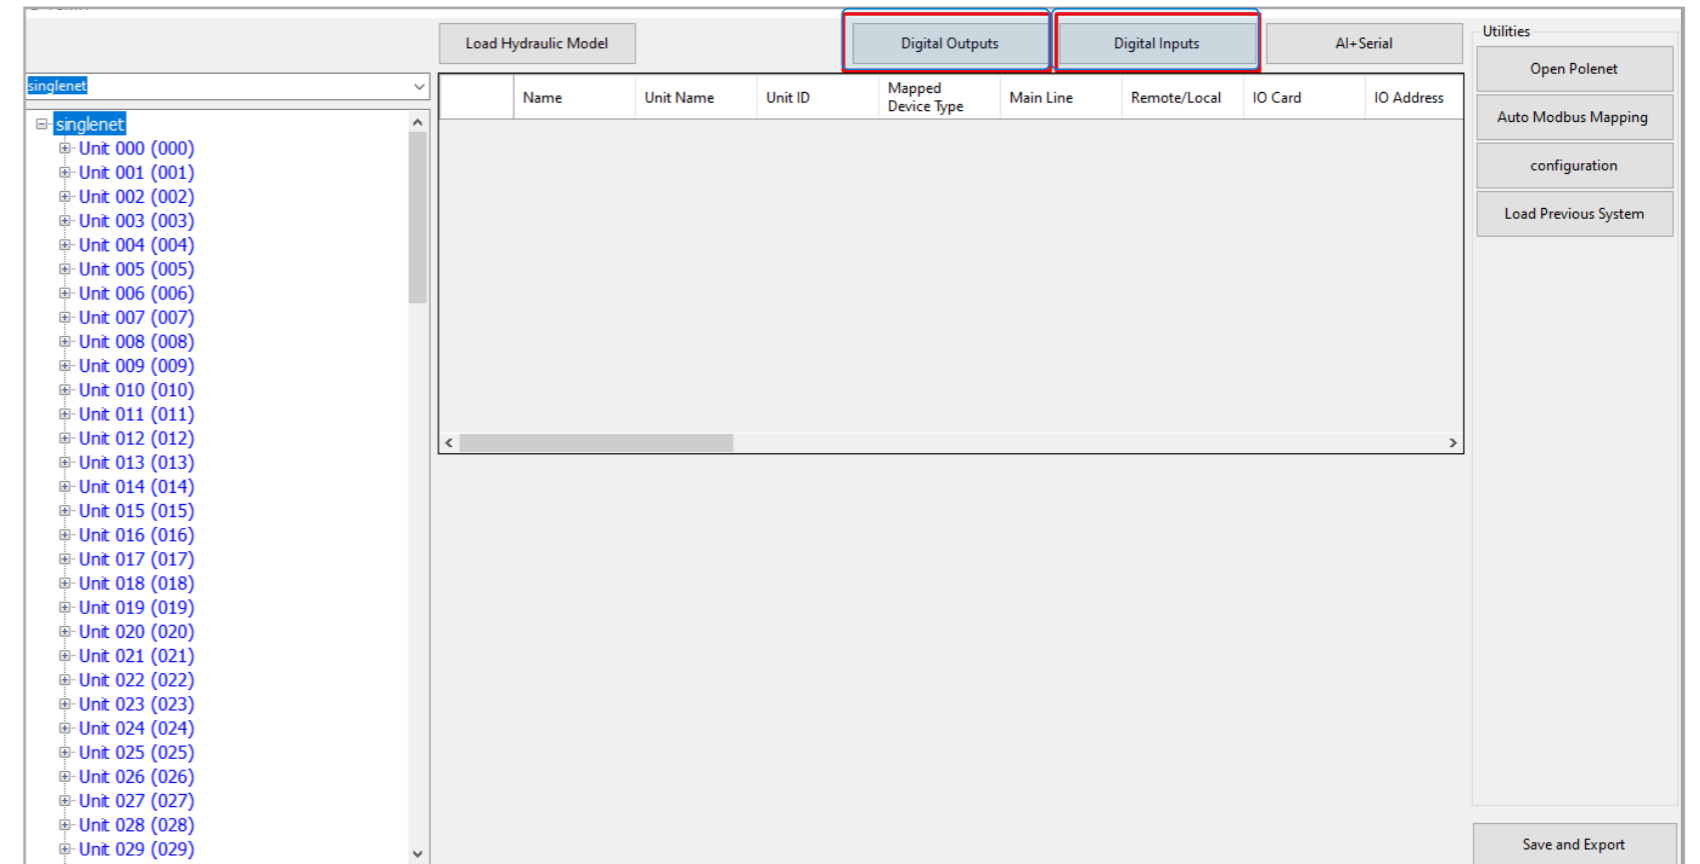 Load Hydraulic Model
Digital Outputs
Digital Inputs
AI+Serial
Utilities
Open Polenet
Auto Modbus Mapping
configuration
Load Previous System
singlenet
Name
Unit Name
Unit ID
Mapped
Device Type
Main Line
Remote/Local
IO Card
IO Address
singlenet
Unit 000 (000)
Unit 001 (001)
Unit 002 (002)
Unit 003 (003)
Unit 004 (004)
Unit 005 (005)
Unit 006 (006)
Unit 007 (007)
Unit 008 (008)
Unit 009 (009)
Unit 010 (010)
Unit 011 (011)
Unit 012 (012)
Unit 013 (013)
Unit 014 (014)
Unit 015 (015)
Unit 016 (016)
Unit 017 (017)
Unit 018 (018)
Unit 019 (019)
Unit 020 (020)
Unit 021 (021)
Unit 022 (022)
Unit 023 (023)
Unit 024 (024)
Unit 025 (025)
Unit 026 (026)
Unit 027 (027)
Unit 028 (028)
Unit 029 (029)
Save and Export